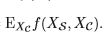 E_{X_C} f(X_S, X_C).